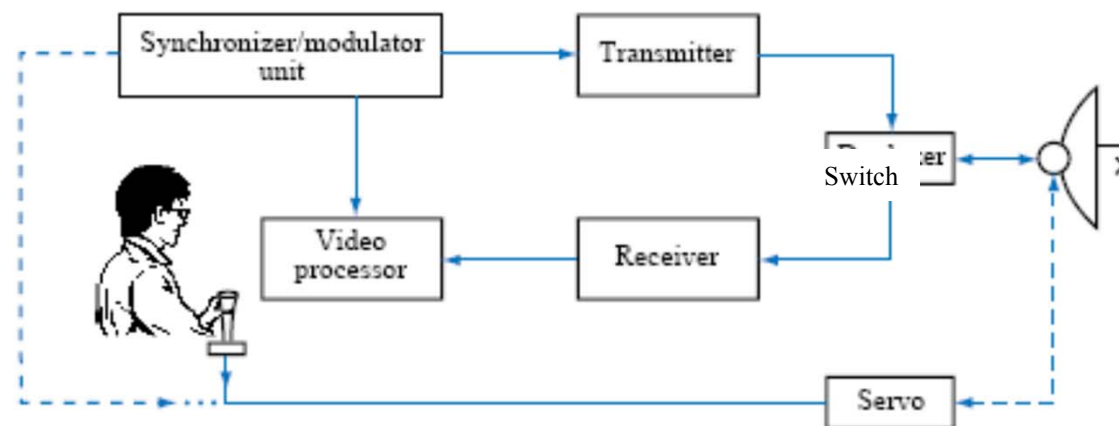 Synchronizer/modulator
unit
Transmitter
Switch
Video
processor
Receiver
Servo